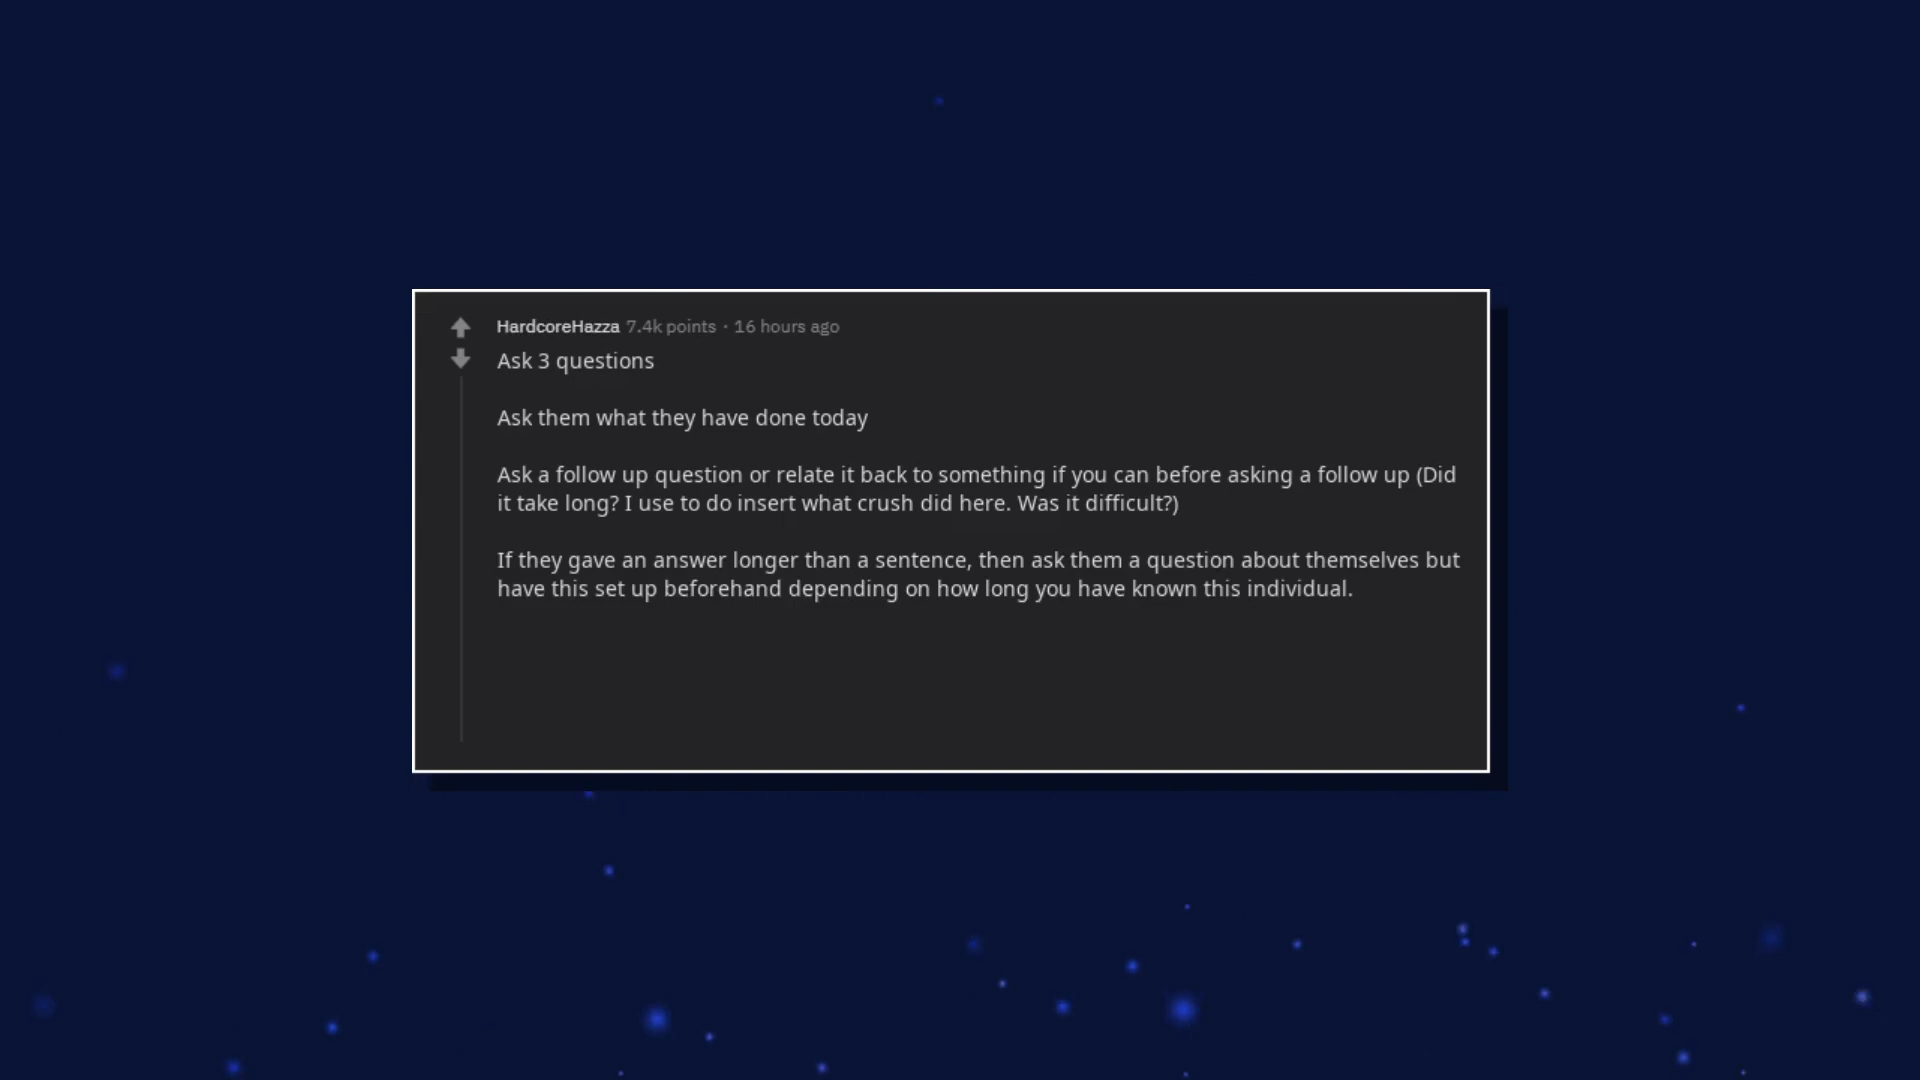 HardcoreHazza 7.4k points · 16 hours ago
Ask 3 questions
Ask them what they have done today
Ask a follow up question or relate it back to something if you can before asking a follow up (Did
it take long? I use to do insert what crush did here. Was it difficult?)
If they gave an answer longer than a sentence, then ask them a question about themselves but
have this set up beforehand depending on how long you have known this individual.